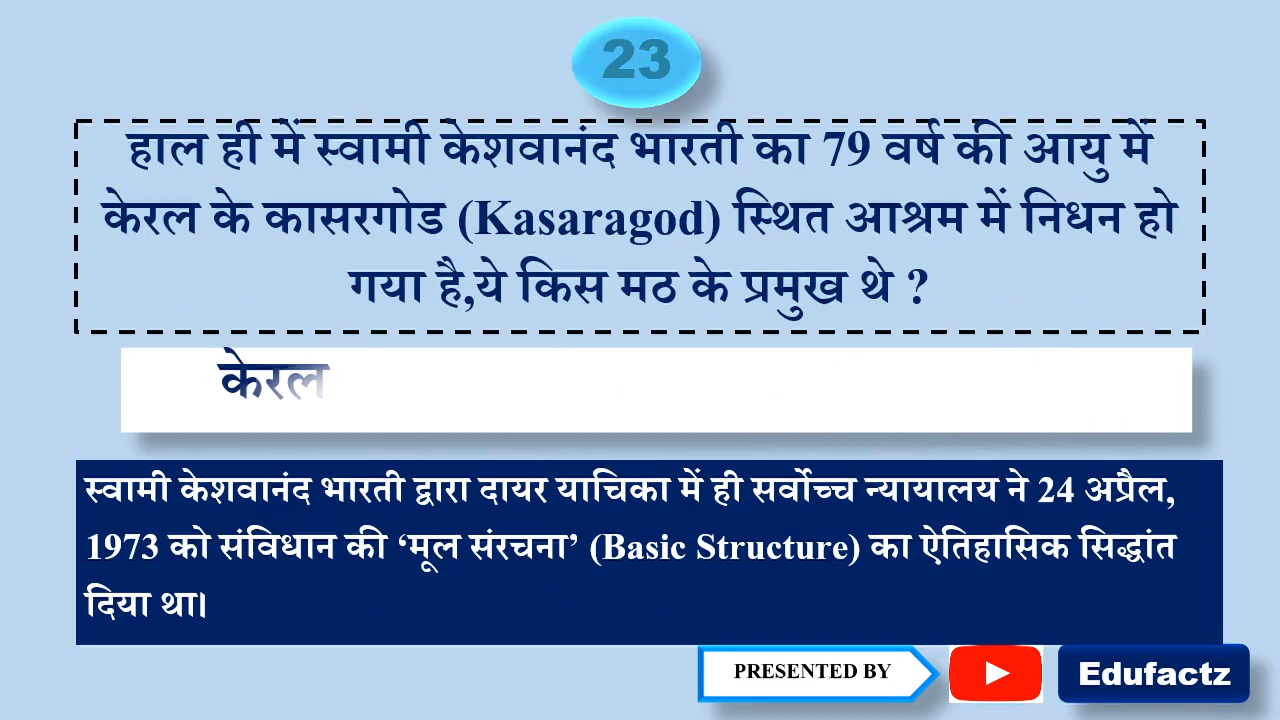 23
हाल ही में स्वामी केशवानंद भारती का 79 वर्ष की आयु में
केरल के कासरगोड (Kasaragod) स्थित आश्रम में निधन हो
गया है,ये किस मठ के प्रमुख थे ?
केरल
स्वामी केशवानंद भारती द्वारा दायर याचिका में ही सर्वोच्च न्यायालय ने 24 अप्रैल,
1973 को संविधान की ‘मूल संरचना’ (Basic Structure) का ऐतिहासिक सिद्धांत
दिया था।
PRESENTED BY
Edufactz